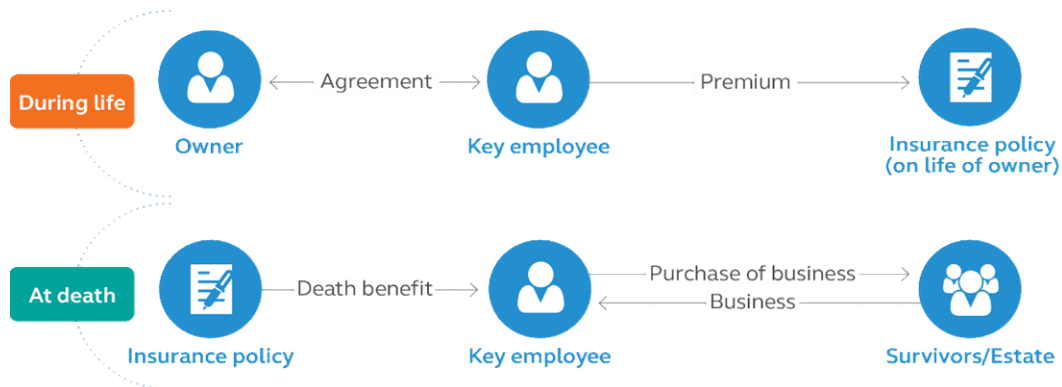 During life
Agreement
Premium
Owner
Key employee
Insurance policy
(on life of owner)
At death
Death benefit
Purchase of business
Business
Insurance policy
Key employee
Survivors/Estate